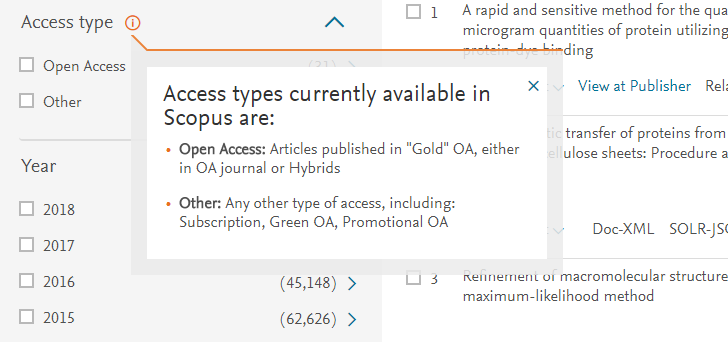 Access type
Open Access
Other
Year
2018
2017
2016
(45,148)
2015
(62,626)
Access types currently available in
Scopus are:
• Open Access: Articles published in "Gold" OA, either
in OA journal or Hybrids
• Other: Any other type of access, including:
Subscription, Green OA, Promotional OA
1
A rapid and sensitive method for the qua
microgram quantities of protein utilizing
protein-dye binding
View at Publisher
Rela
tic transfer of proteins from
ellulose sheets: Procedure a
Doc-XML
SOLR-JSO
3
Refinement of macromolecular structure
maximum-likelihood method